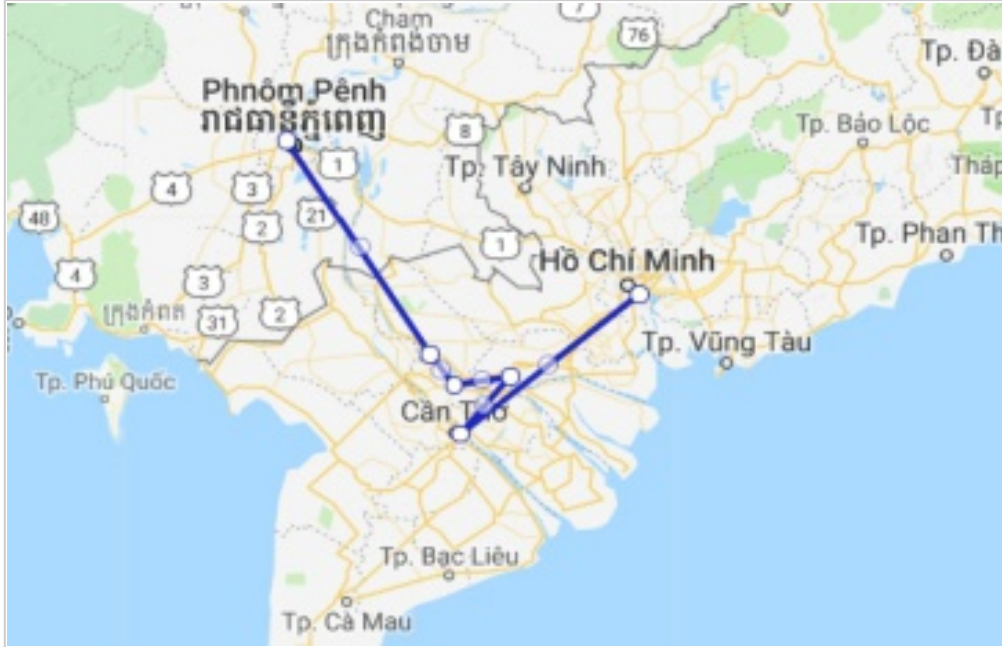 Cham
ក្រុងកំពង់ចាម
7
76
Tp. Đà
Phnôm Pênh
រាជធានីភ្នំពេញ
8
Tp. Bảo Lộc
Tp. Tây Ninh
1
4
3
Tháp
48
21
2
Tp. Phan Th
1
Hồ Chí Minh
4
3
ក្រុងកំពត
31
2
Tp. Vũng Tàu
Tp. Phú Quốc
Cần Thơ
Tp. Bạc Liêu
Tp. Cà Mau